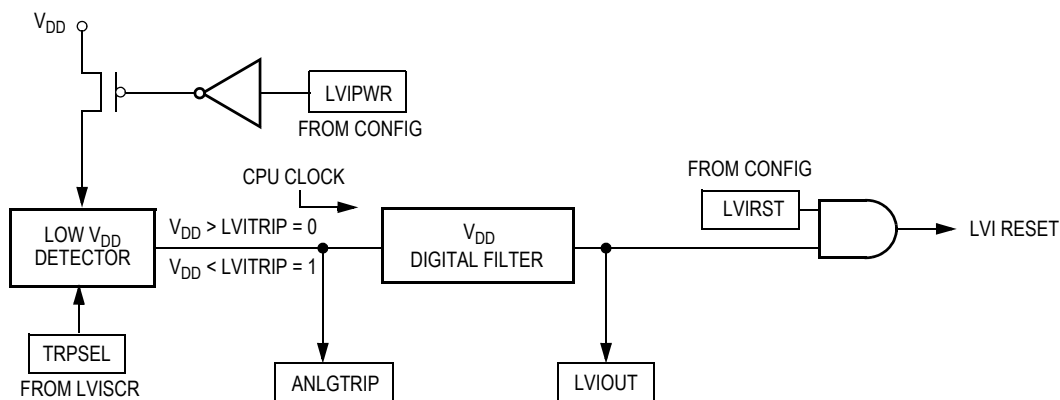 VDD
LVIPWR
FROM CONFIG
FROM CONFIG
CPU CLOCK
LVIRST
LOW VDD
DETECTOR
VDD > LVITRIP = 0
VDD < LVITRIP = 1
VDD
DIGITAL FILTER
LVI RESET
TRPSEL
FROM LVISCR
ANLGTRIP
LVIOUT